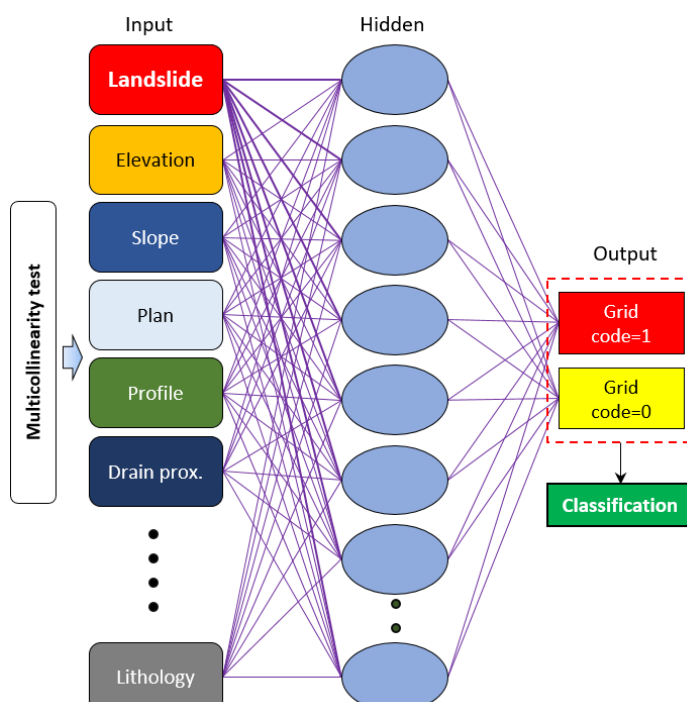 Input
Hidden
Landslide
Elevation
Slope
Plan
Profile
Drain prox.
Lithology
Multicollinearity test
Output
Grid
code=1
Grid
code=0
Classification